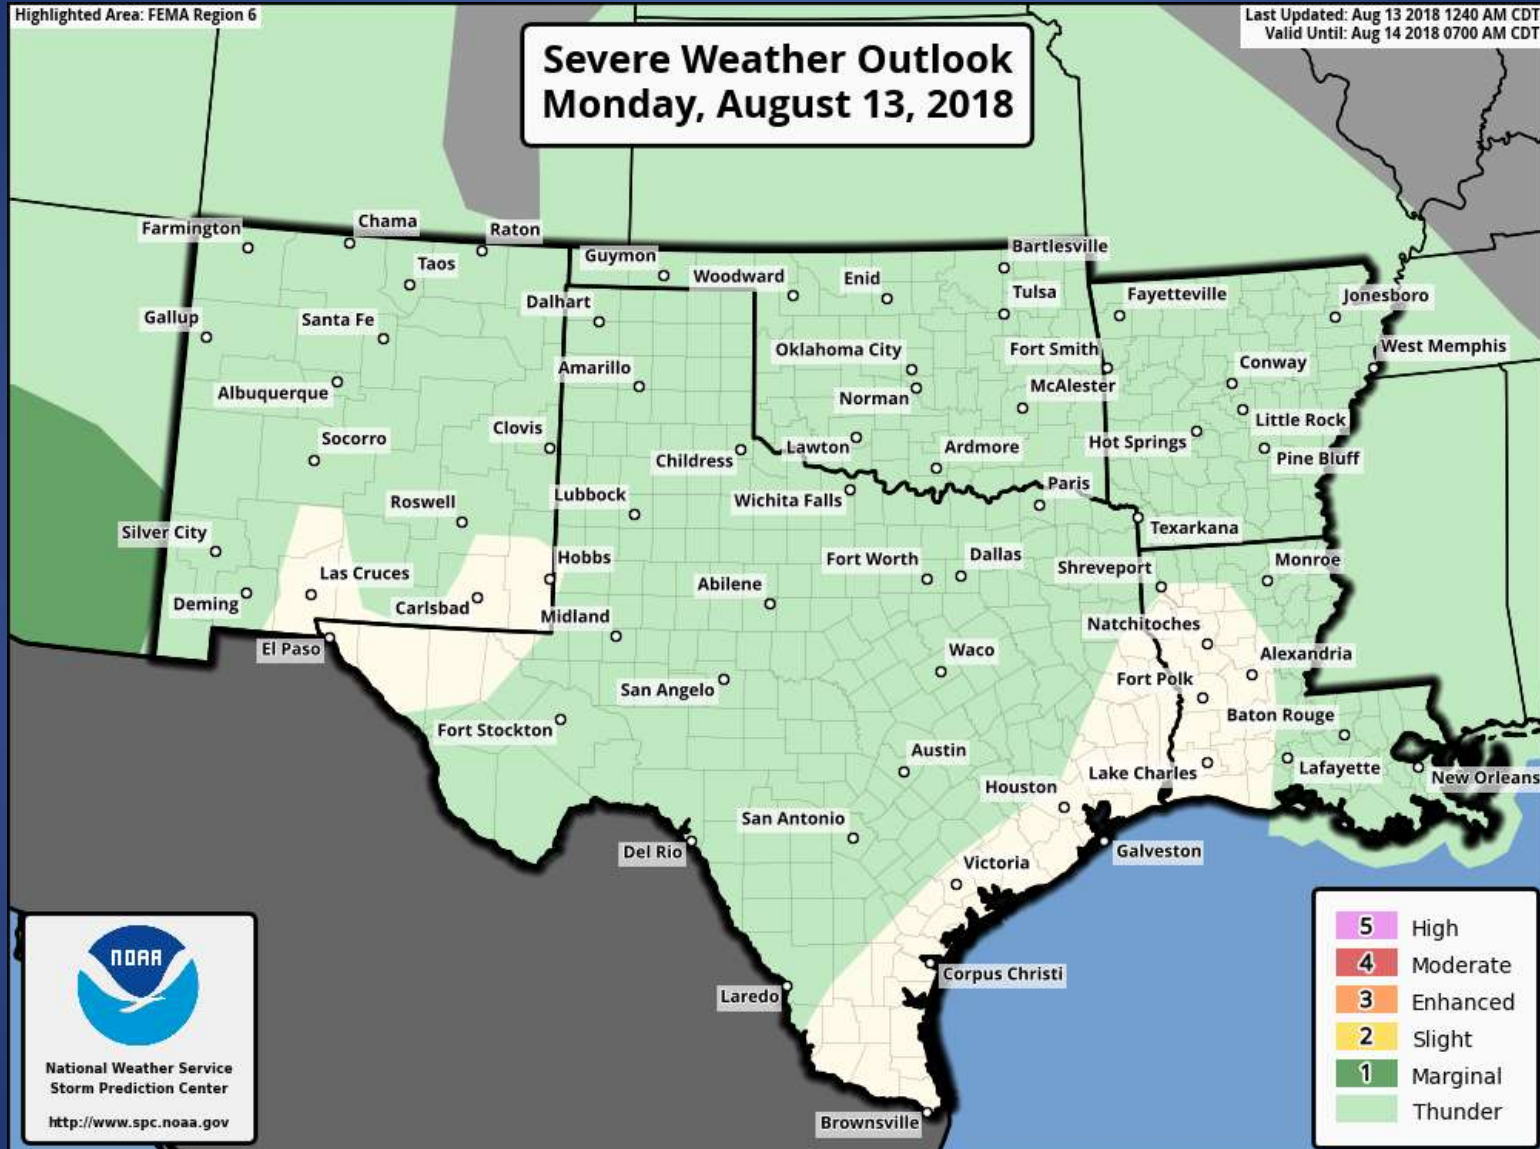 Highlighted Area: FEMA Region 6
Last Updated: Aug 13 2018 1240 AM CDT
Valid Until: Aug 14 2018 0700 AM CDT
Severe Weather Outlook
Monday, August 13, 2018
Farmington
Chama
Raton
Taos
Guymon
Woodward
Enid
Bartlesville
Tulsa
Fayetteville
Jonesboro
Dalhart
Gallup
Santa Fe
Oklahoma City
Fort Smith
West Memphis
Amarillo
Conway
Albuquerque
Norman
McAlester
Little Rock
Socorro
Clovis
Childress
Lawton
Ardmore
Hot Springs
Pine Bluff
Roswell
Lubbock
Wichita Falls
Paris
Texarkana
Silver City
Las Cruces
Hobbs
Fort Worth
Dallas
Shreveport
Monroe
Deming
Carlsbad
Midland
Abilene
Natchitoches
El Paso
San Angelo
Waco
Alexandria
Fort Polk
Fort Stockton
Baton Rouge
Austin
Lake Charles
Lafayette
New Orleans
Houston
San Antonio
Del Rio
Galveston
Victoria
Laredo
Corpus Christi
Brownsville
NOAA
National Weather Service
Storm Prediction Center
http://www.spc.noaa.gov
5 High
4 Moderate
3 Enhanced
2 Slight
1 Marginal
Thunder